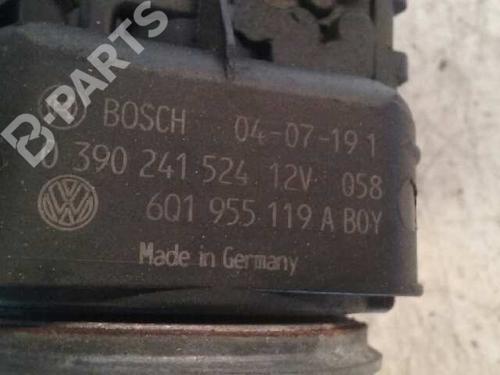 BOSCH 04-07-19 1
0 390 241 524 12V 058
6Q1 955 119 A BOY
Made in Germany
B-PARTS